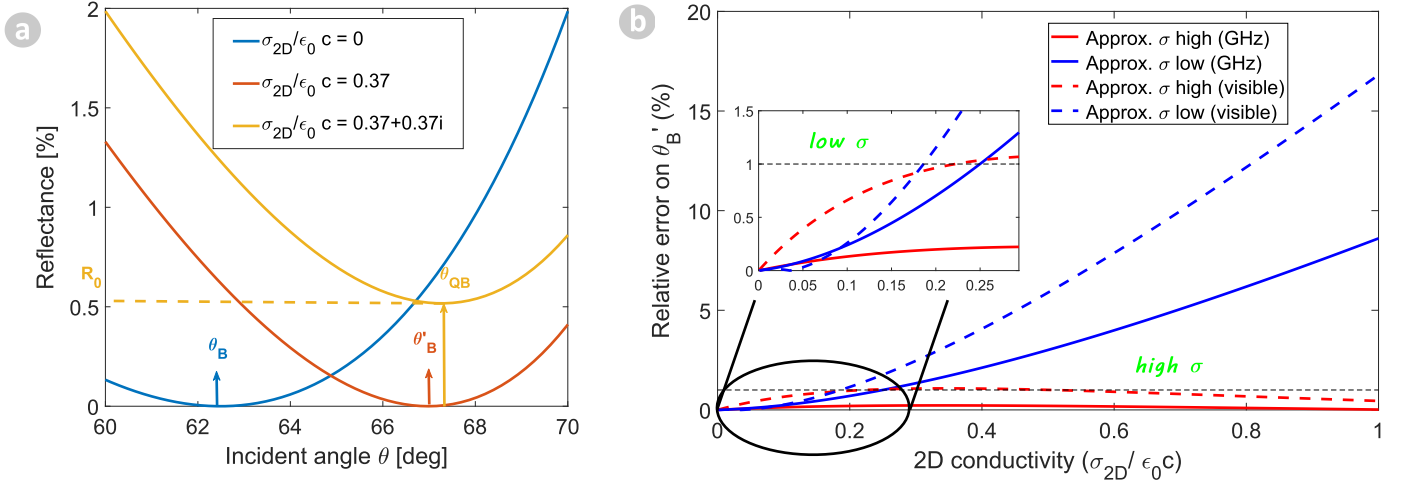 a
Reflectance [%]
2
1.5
1
0.5
0
60
62
64
66
68
70
Incident angle θ [deg]
σ2D/ϵ0 c = 0
σ2D/ϵ0 c = 0.37
σ2D/ϵ0 c = 0.37+0.37i
R0
θB
θ'B
θQB
b
Relative error on θB' (%)
20
15
10
5
0
0
0.2
0.4
0.6
0.8
1
2D conductivity (σ2D/ ϵ0c)
Approx. σ high (GHz)
Approx. σ low (GHz)
Approx. σ high (visible)
Approx. σ low (visible)
1.5
1
0.5
0
0
0.05
0.1
0.15
0.2
0.25
low σ
high σ